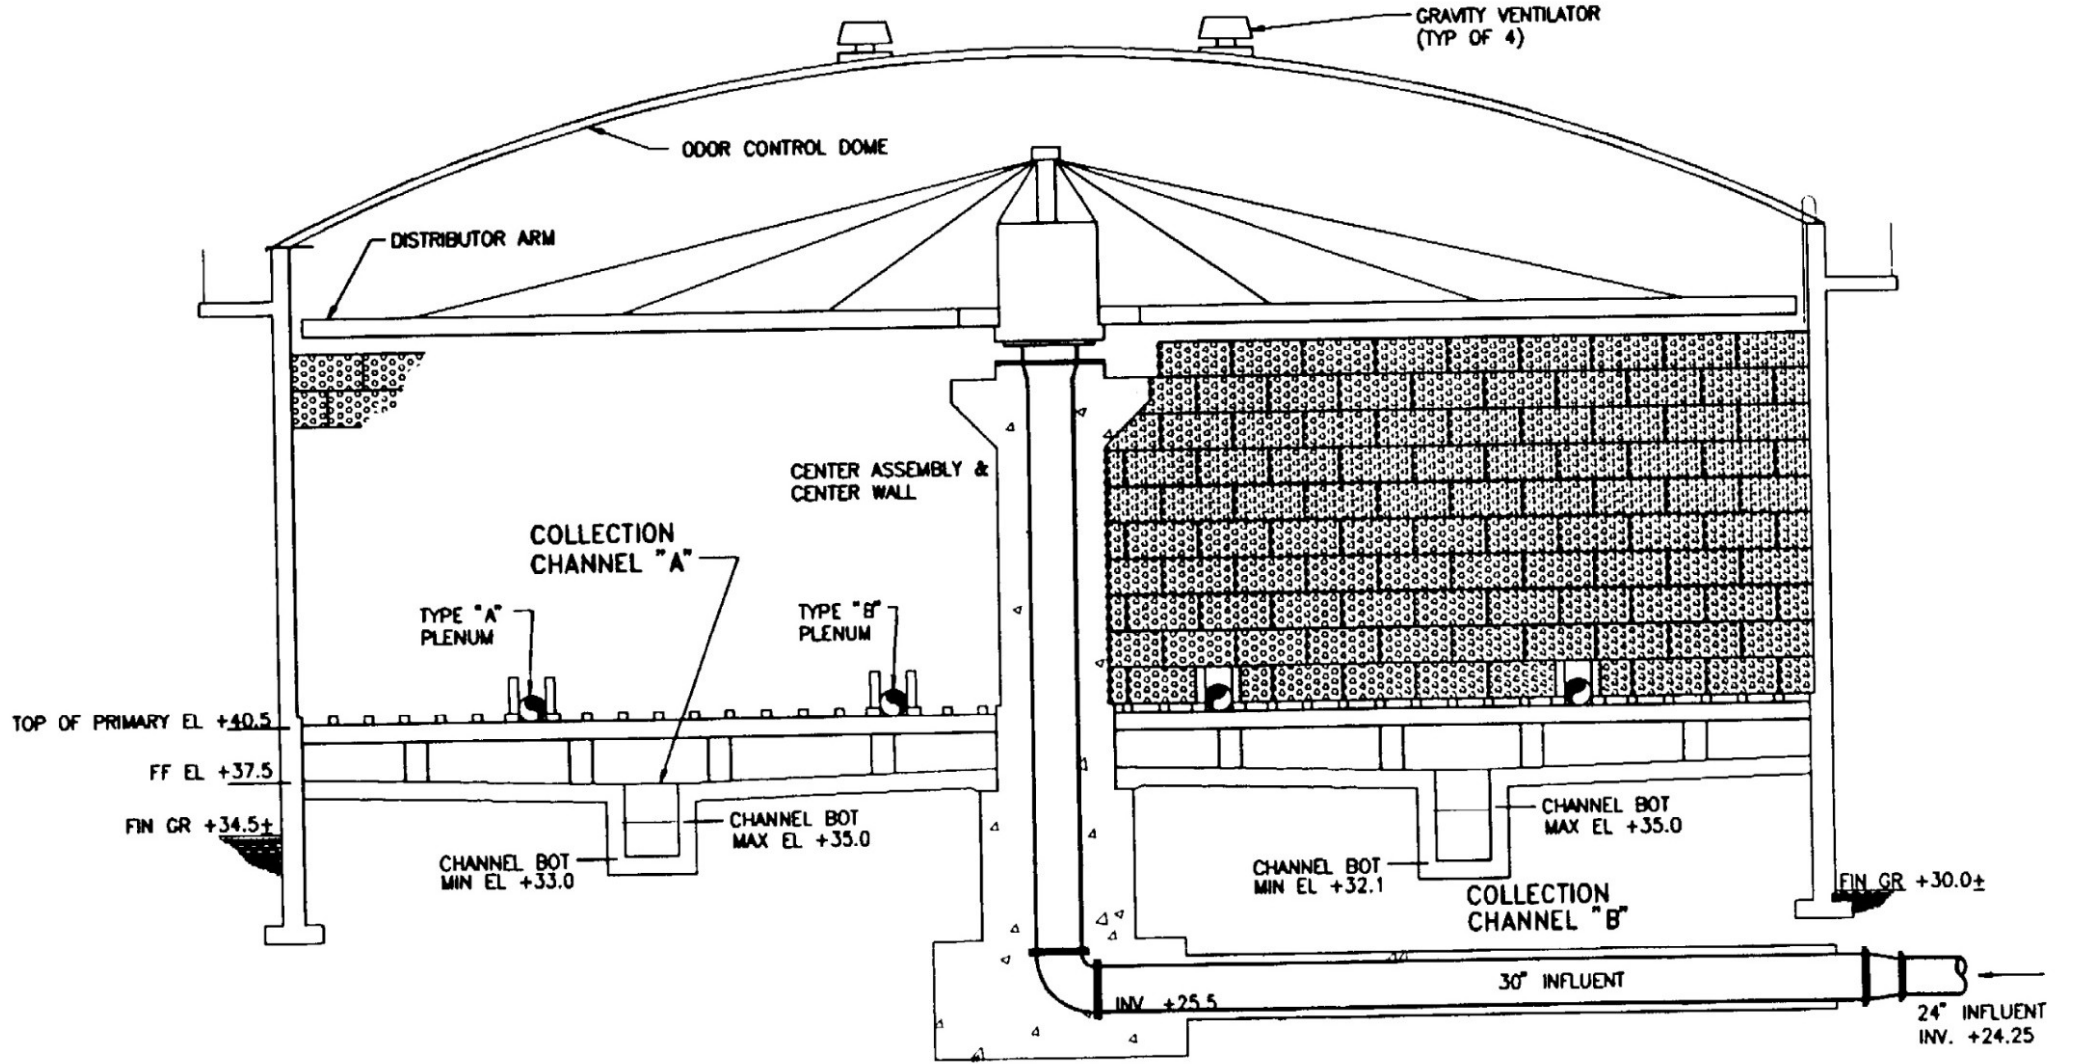 GRAVITY VENTILATOR
(TYP OF 4)
ODOR CONTROL DOME
DISTRIBUTOR ARM
CENTER ASSEMBLY &
CENTER WALL
COLLECTION
CHANNEL "A"
TYPE "A"
PLENUM
TYPE "B"
PLENUM
TOP OF PRIMARY EL +40.5
FF EL +37.5
FIN GR +34.5±
CHANNEL BOT
MAX EL +35.0
CHANNEL BOT
MIN EL +33.0
CHANNEL BOT
MAX EL +35.0
CHANNEL BOT
MIN EL +32.1
COLLECTION
CHANNEL "B"
FIN GR +30.0±
30" INFLUENT
INV. +25.5
24" INFLUENT
INV. +24.25